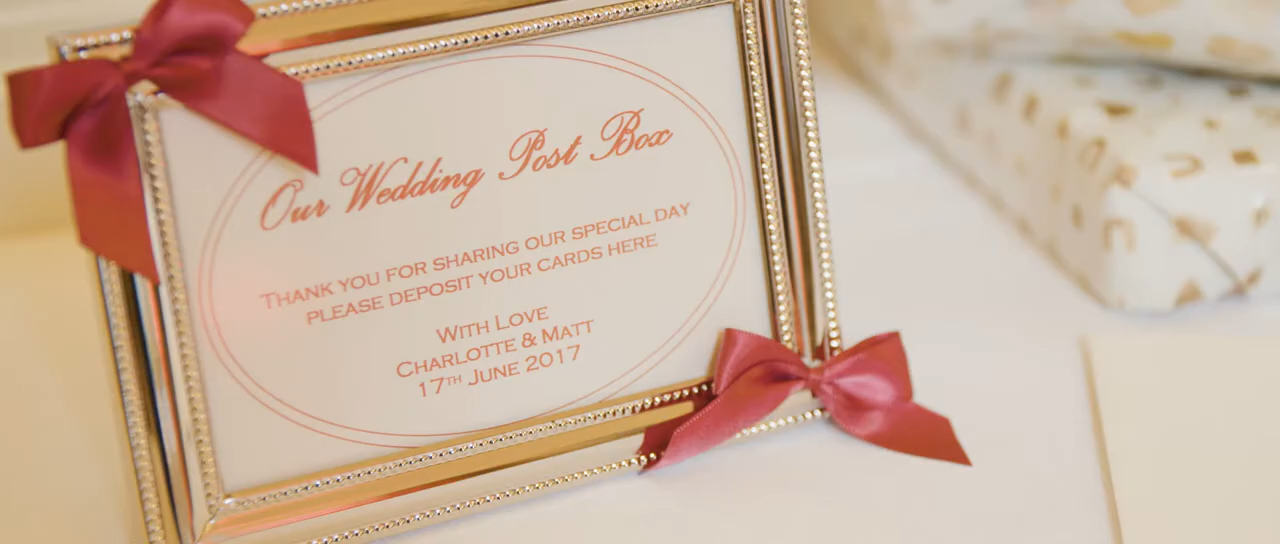 Our Wedding Post Box
THANK YOU FOR SHARING OUR SPECIAL DAY
PLEASE DEPOSIT YOUR CARDS HERE
WITH LOVE
CHARLOTTE & MATT
17TH JUNE 2017